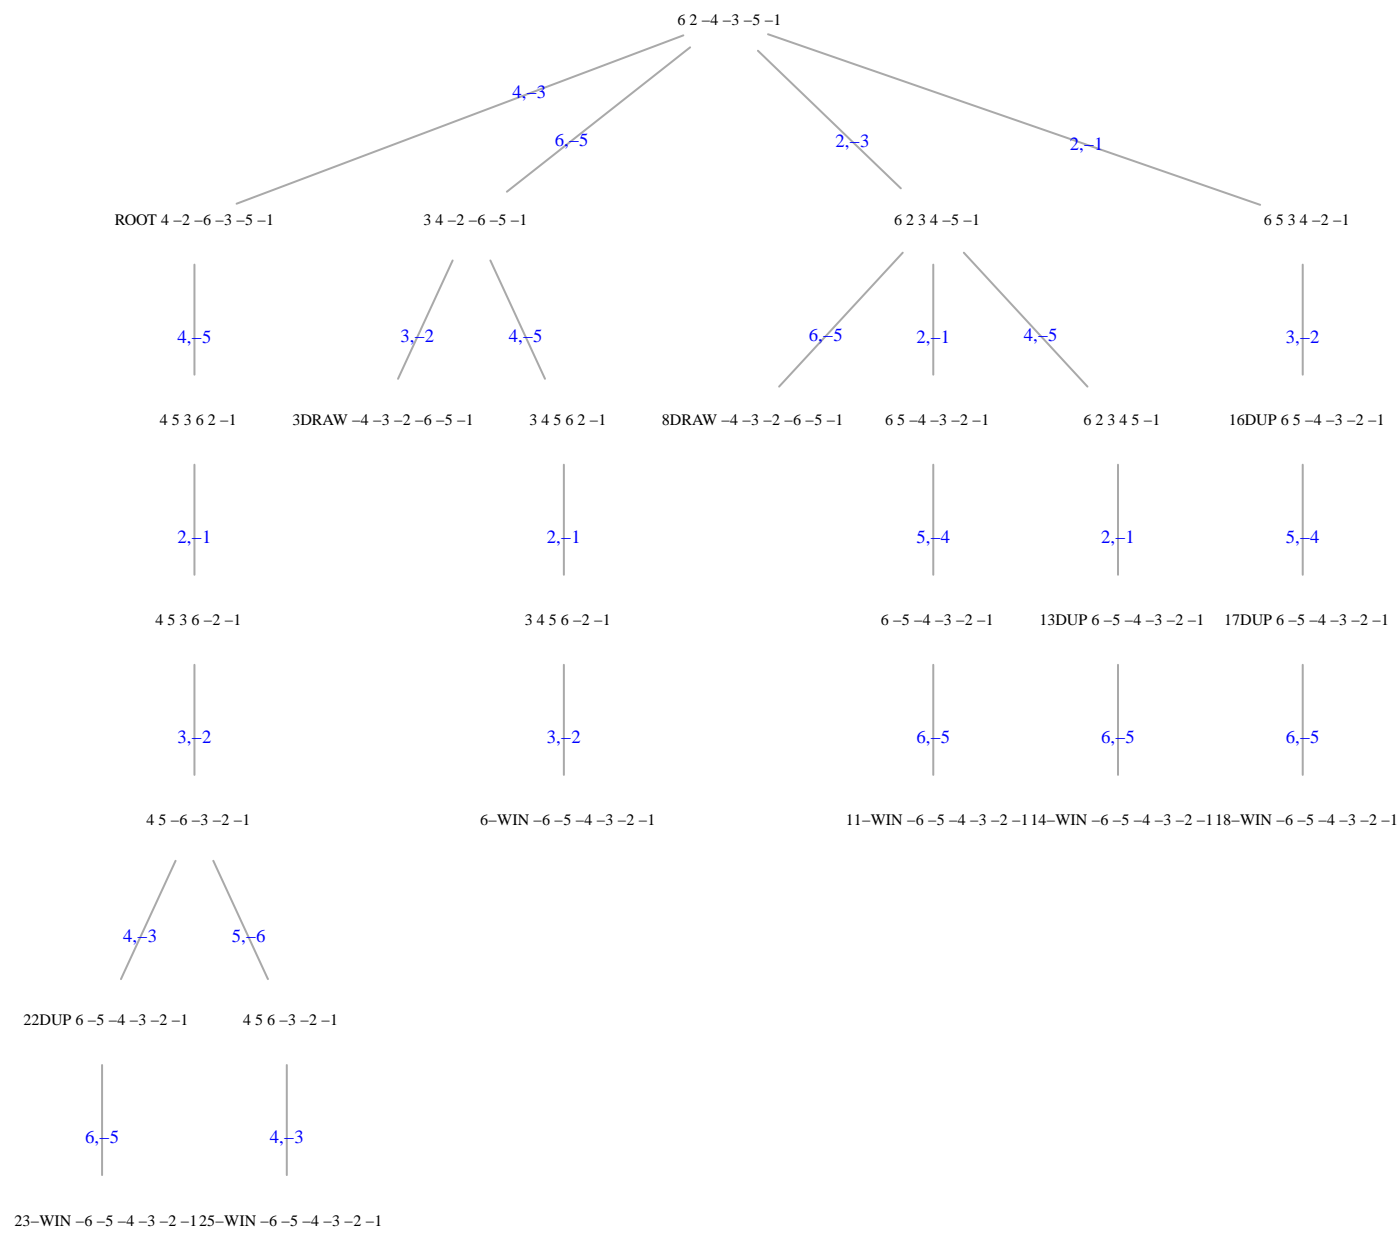 6 2 –4 –3 –5 –1
4,–3
6,–5
2,–3
2,–1
ROOT 4 –2 –6 –3 –5 –1
3 4 –2 –6 –5 –1
6 2 3 4 –5 –1
6 5 3 4 –2 –1
4,–5
3,–2
4,–5
6,–5
2,–1
4,–5
3,–2
4 5 3 6 2 –1
3DRAW –4 –3 –2 –6 –5 –1
3 4 5 6 2 –1
8DRAW –4 –3 –2 –6 –5 –1
6 5 –4 –3 –2 –1
6 2 3 4 5 –1
16DUP 6 5 –4 –3 –2 –1
2,–1
2,–1
5,–4
2,–1
5,–4
4 5 3 6 –2 –1
3 4 5 6 –2 –1
6 –5 –4 –3 –2 –1
13DUP 6 –5 –4 –3 –2 –1
17DUP 6 –5 –4 –3 –2 –1
3,–2
3,–2
6,–5
6,–5
6,–5
4 5 –6 –3 –2 –1
6–WIN –6 –5 –4 –3 –2 –1
11–WIN –6 –5 –4 –3 –2 –1
14–WIN –6 –5 –4 –3 –2 –1
18–WIN –6 –5 –4 –3 –2 –1
4,–3
5,–6
22DUP 6 –5 –4 –3 –2 –1
4 5 6 –3 –2 –1
6,–5
4,–3
23–WIN –6 –5 –4 –3 –2 –1
25–WIN –6 –5 –4 –3 –2 –1